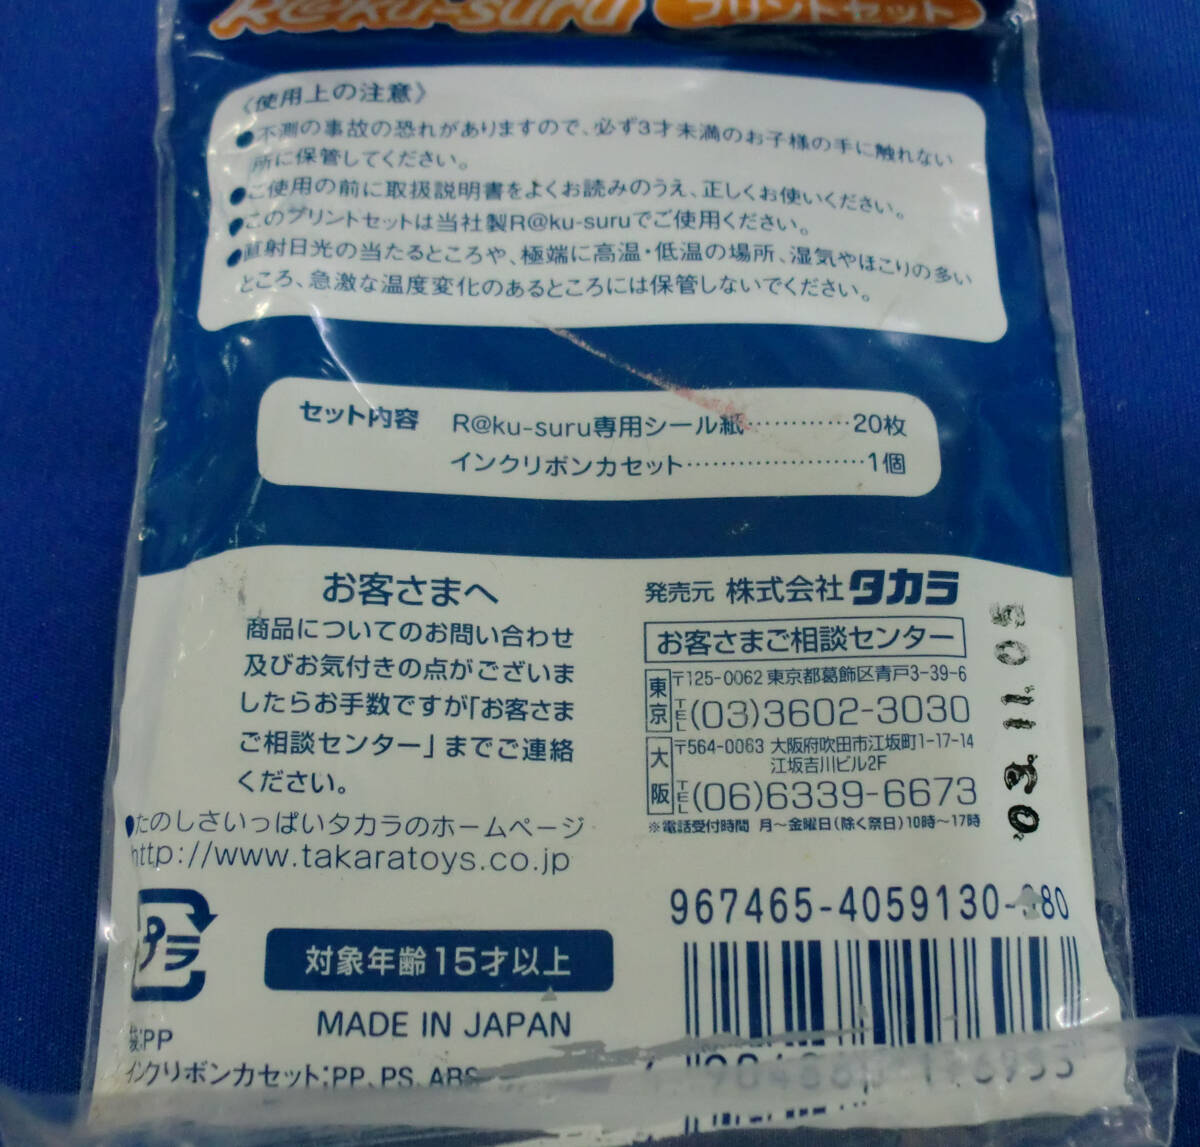 R@ku-suru プリントセット
〈使用上の注意〉
●不測の事故の恐れがありますので、必ず3才未満のお子様の手に触れない
所に保管してください。
●ご使用の前に取扱説明書をよくお読みのうえ、正しくお使いください。
●このプリントセットは当社製R@ku-suruでご使用ください。
●直射日光の当たるところや、極端に高温・低温の場所、湿気やほこりの多い
ところ、急激な温度変化のあるところには保管しないでください。
セット内容 R@ku-suru専用シール紙…………20枚
インクリボンカセット…………………1個
お客さまへ
商品についてのお問い合わせ
及びお気付きの点がございま
したらお手数ですが「お客さま
ご相談センター」までご連絡
ください。
●たのしさいっぱいタカラのホームページ
http://www.takaratoys.co.jp
発売元 株式会社タカラ
お客さまご相談センター
東京 〒125-0062 東京都葛飾区青戸3-39-6
TEL (03)3602-3030
大阪 〒564-0063 大阪府吹田市江坂町1-17-14
江坂吉川ビル2F
TEL (06)6339-6673
※電話受付時間 月〜金曜日(除く祭日)10時〜17時
プラ
対象年齢15才以上
MADE IN JAPAN
袋:PP
インクリボンカセット:PP、PS、ABS
967465-4059130-